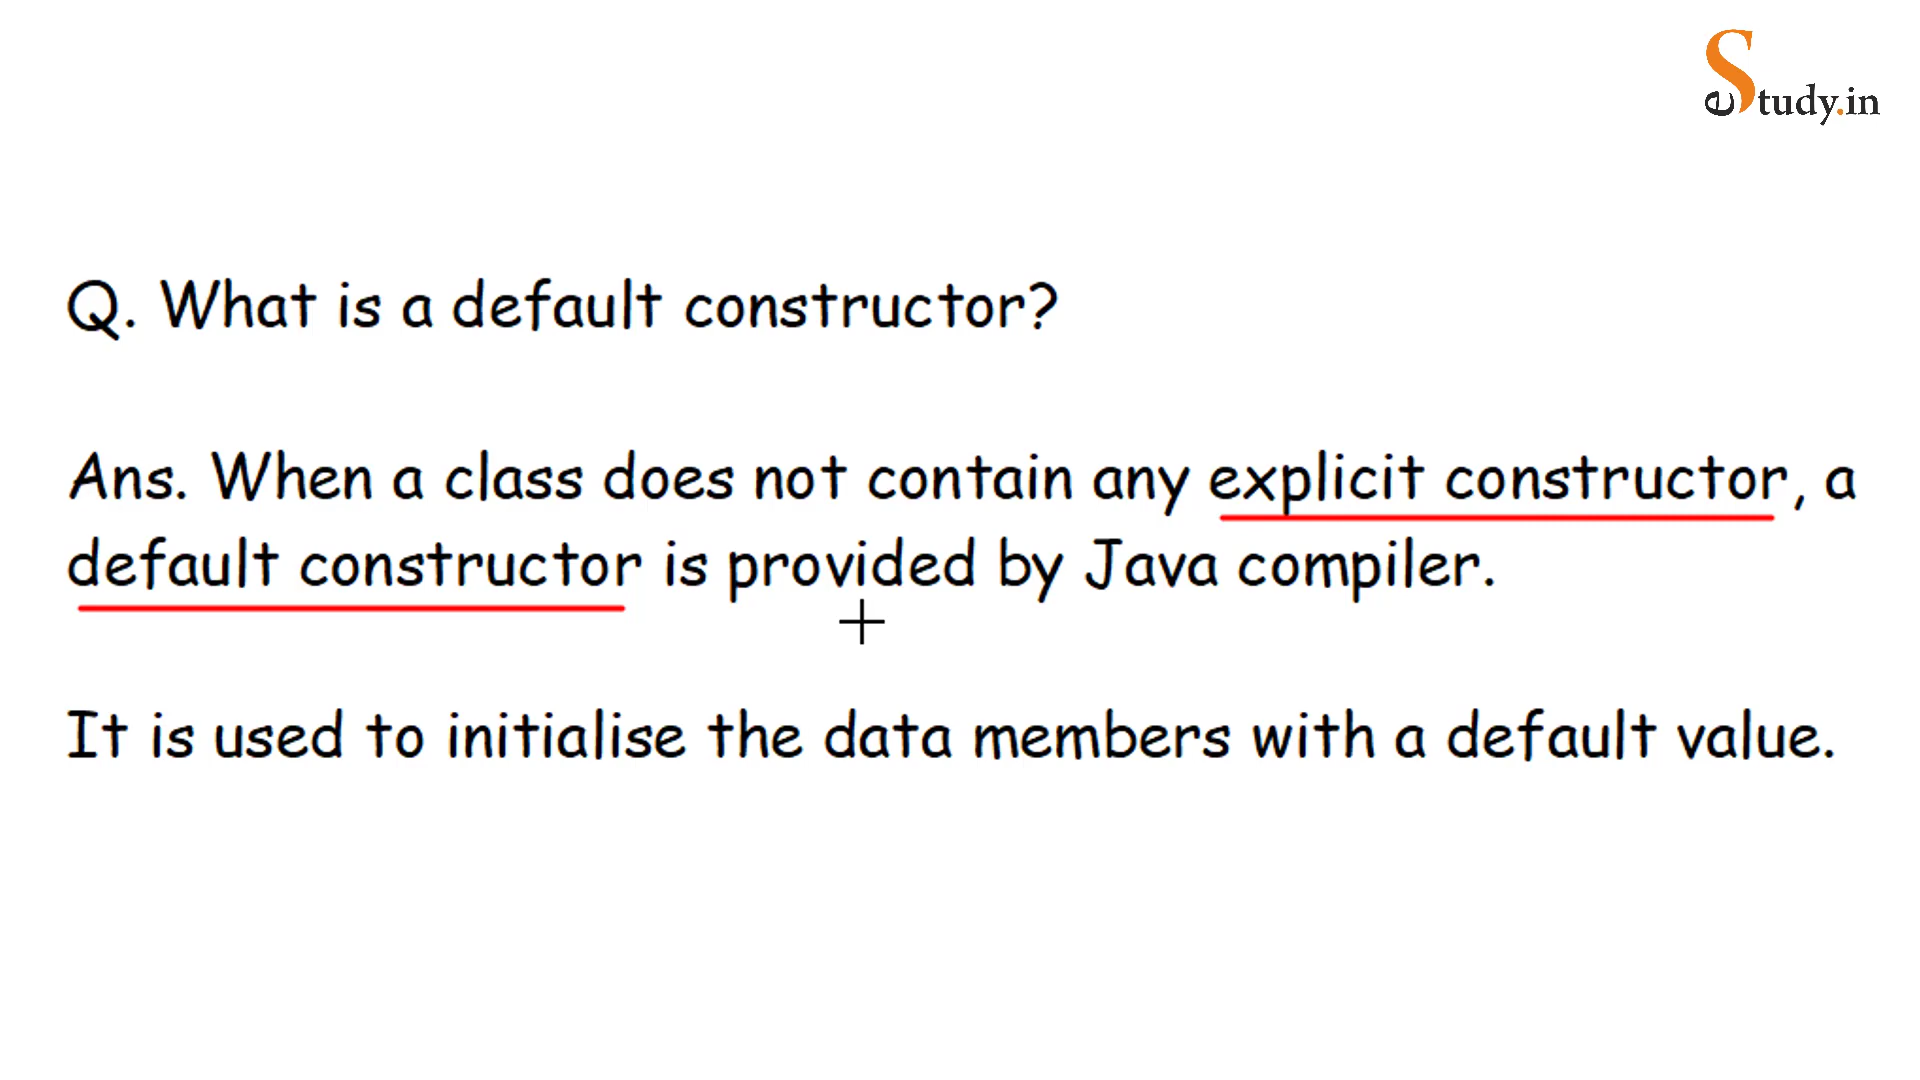 eStudy.in
Q. What is a default constructor?
Ans. When a class does not contain any explicit constructor, a
default constructor is provided by Java compiler.
It is used to initialise the data members with a default value.